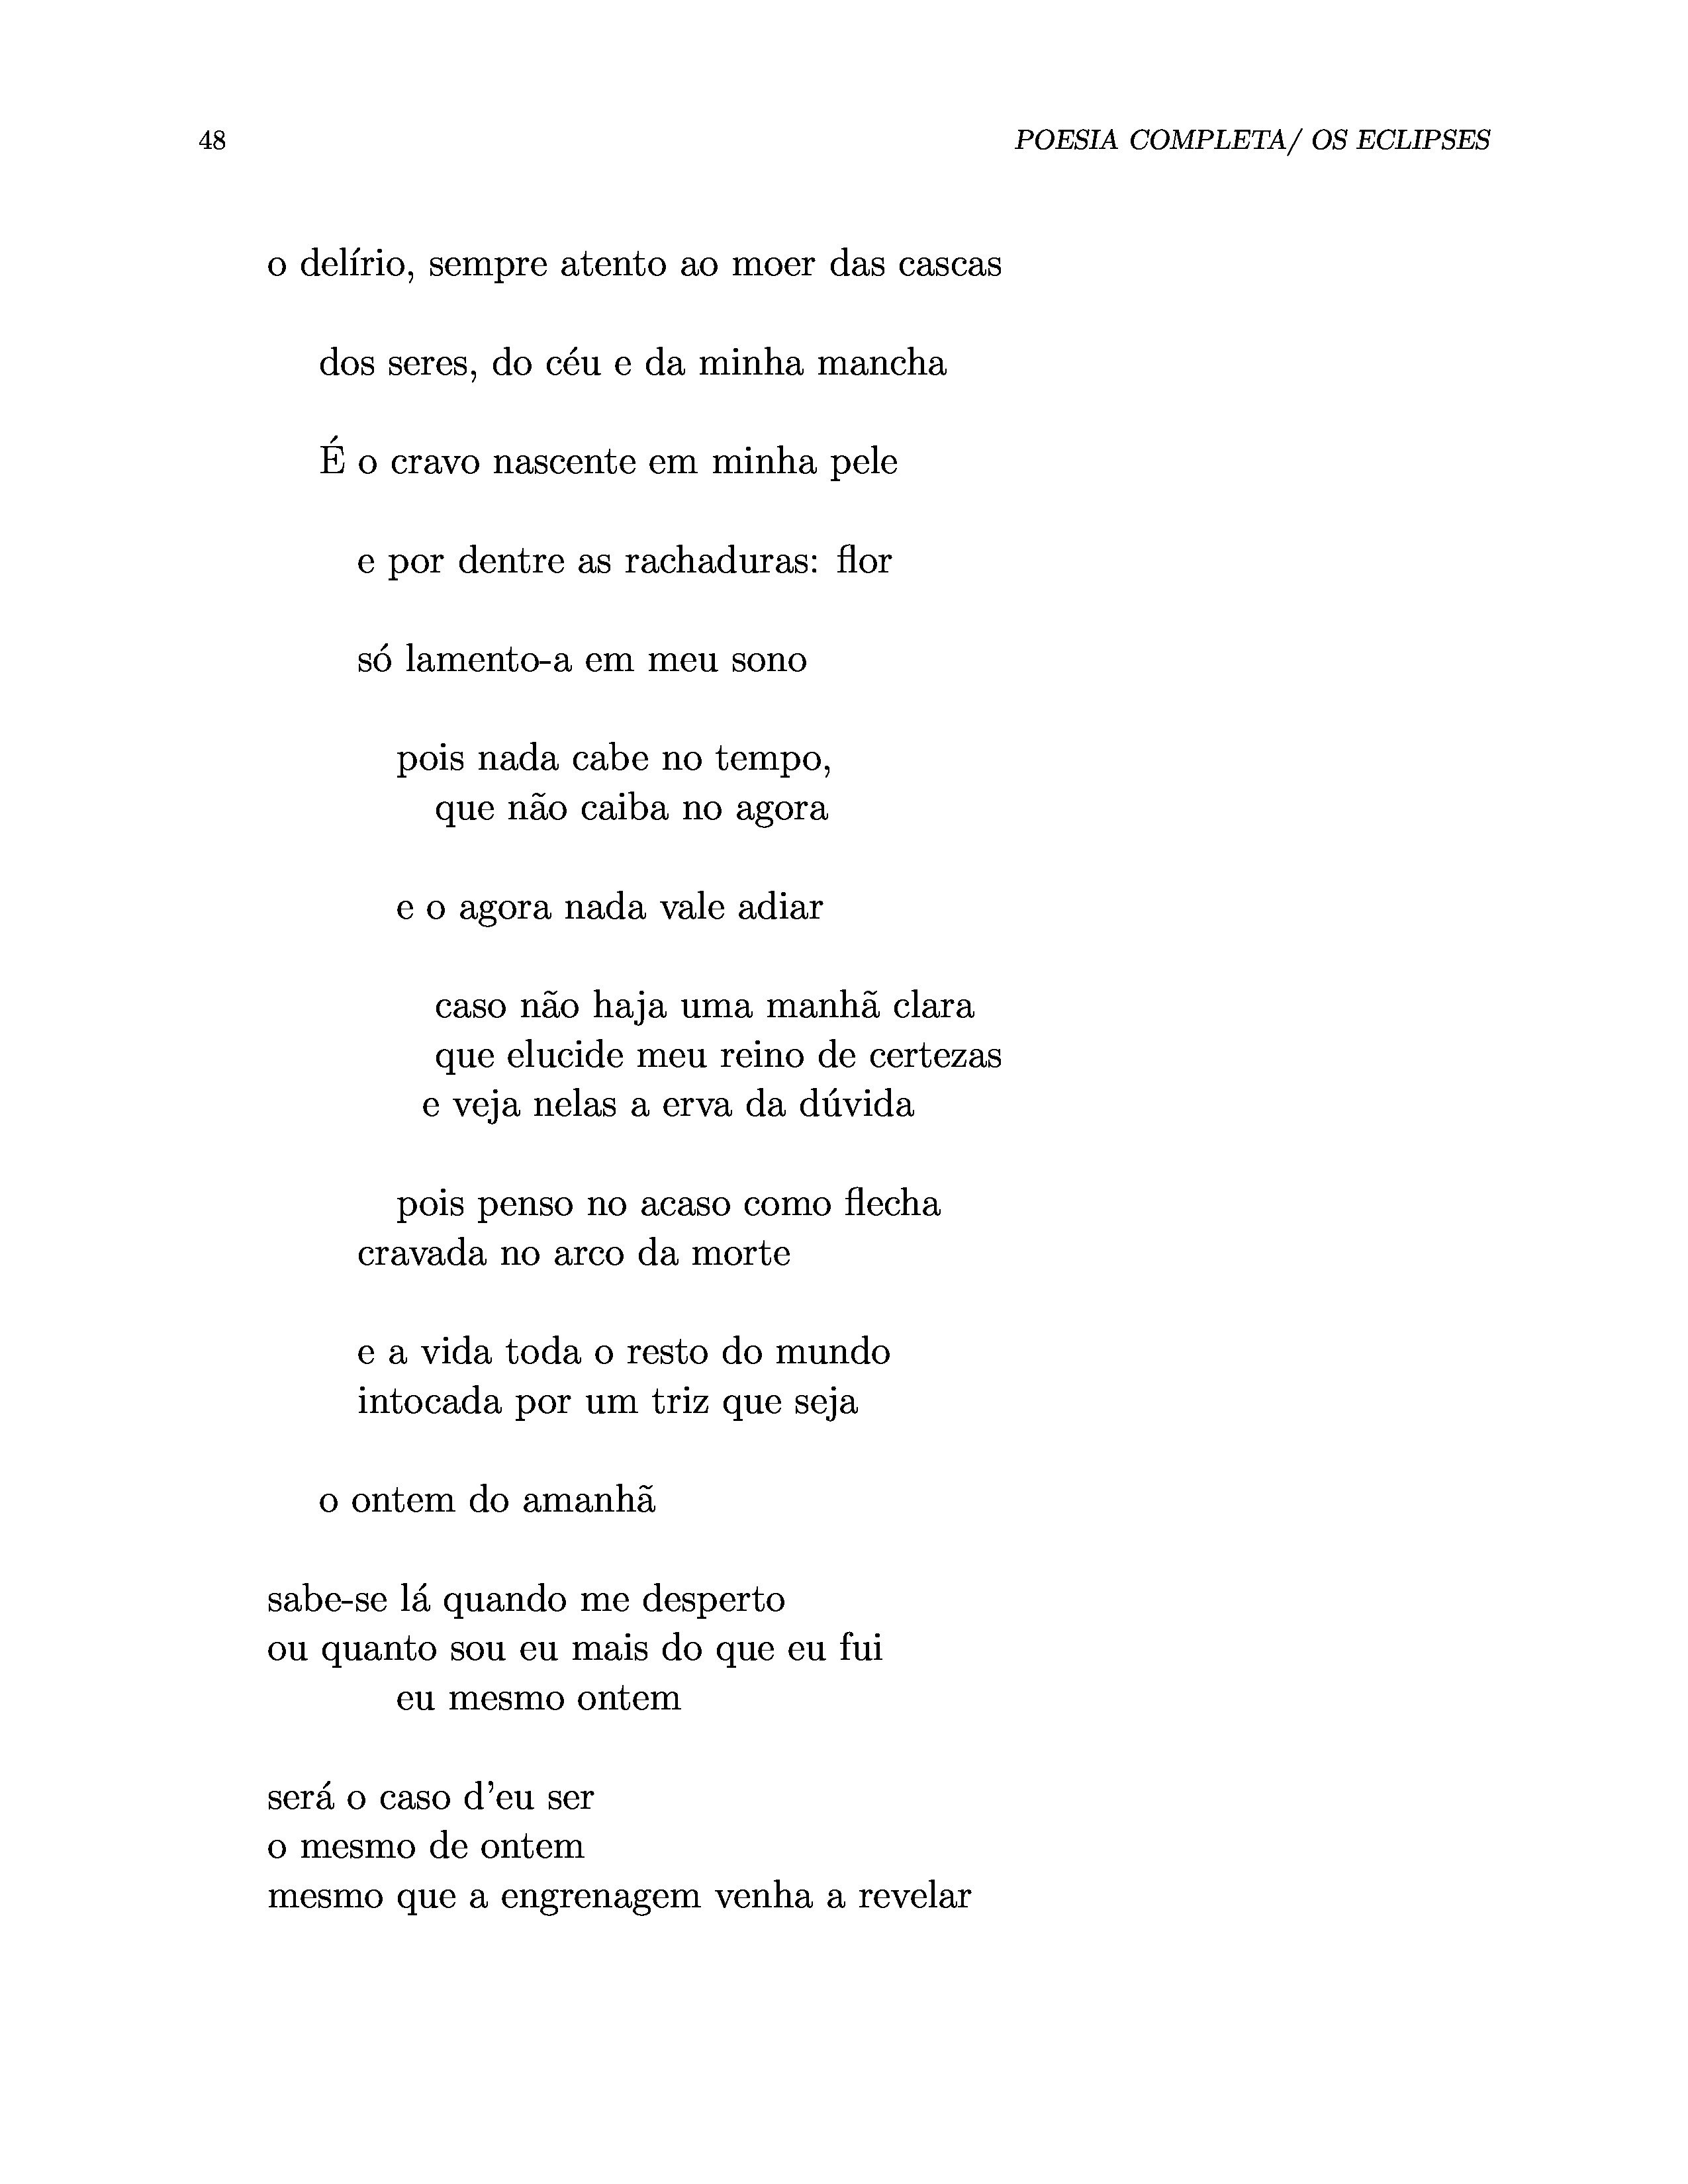 48 POESIA COMPLETA/ OS ECLIPSES
o delírio, sempre atento ao moer das cascas
dos seres, do céu e da minha mancha
É o cravo nascente em minha pele
e por dentre as rachaduras: flor
só lamento-a em meu sono
pois nada cabe no tempo,
que não caiba no agora
e o agora nada vale adiar
caso não haja uma manhã clara
que elucide meu reino de certezas
e veja nelas a erva da dúvida
pois penso no acaso como flecha
cravada no arco da morte
e a vida toda o resto do mundo
intocada por um triz que seja
o ontem do amanhã
sabe-se lá quando me desperto
ou quanto sou eu mais do que eu fui
eu mesmo ontem
será o caso d’eu ser
o mesmo de ontem
mesmo que a engrenagem venha a revelar